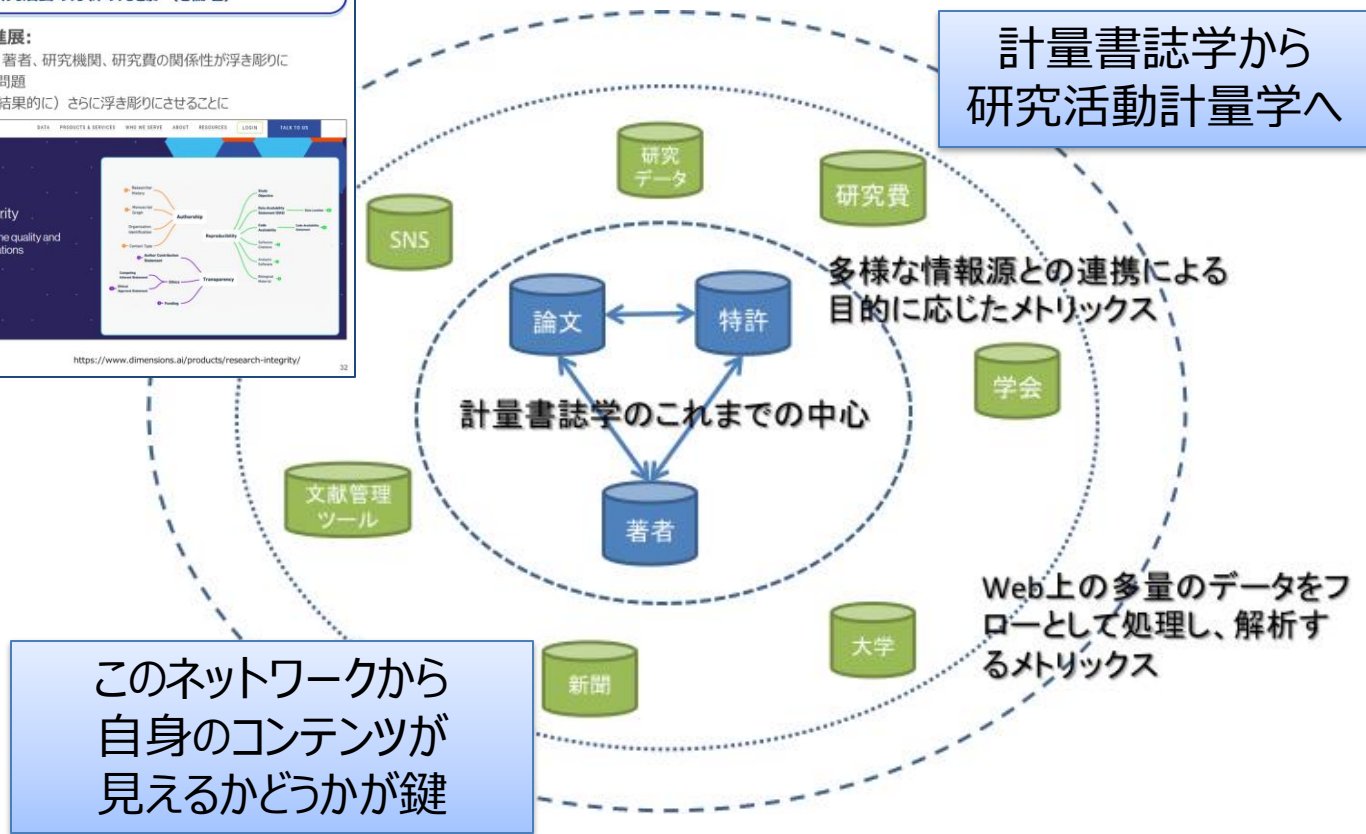 進展:
著者、研究機関、研究費の関係性が浮き彫りに
問題
結果的に）さらに浮き彫りにさせることに
DATA PRODUCTS & SERVICES WHO WE SERVE ABOUT RESOURCES LOGIN TALK TO US
rity
ne quality and
ations
Authorship
Reproducibility
Transparency
Funding
https://www.dimensions.ai/products/research-integrity/
32
計量書誌学から
研究活動計量学へ
研究
データ
研究費
SNS
多様な情報源との連携による
目的に応じたメトリックス
論文
特許
学会
計量書誌学のこれまでの中心
文献管理
ツール
著者
Web上の多量のデータをフ
ローとして処理し、解析す
るメトリックス
大学
新聞
このネットワークから
自身のコンテンツが
見えるかどうかが鍵